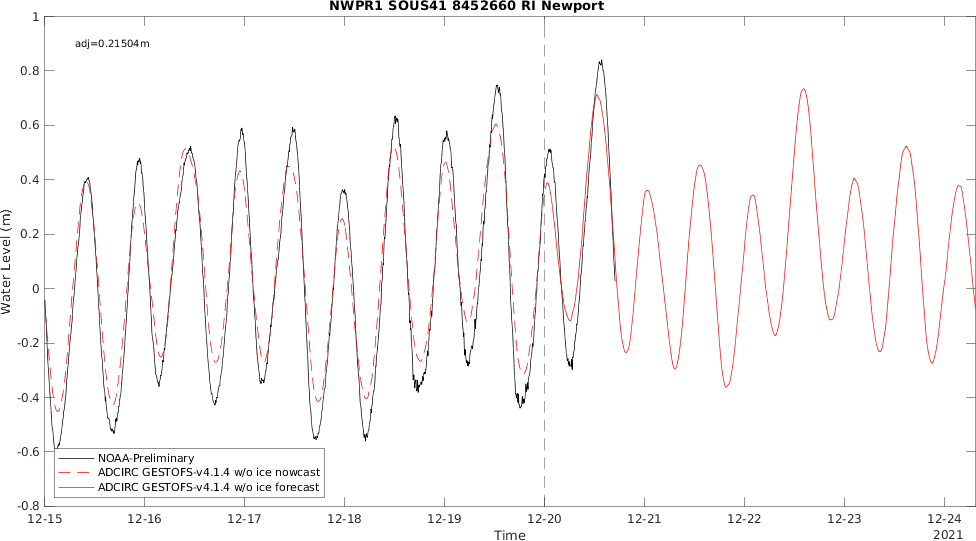 NWPR1 SOUS41 8452660 RI Newport
adj=0.21504m
1
0.8
0.6
0.4
0.2
0
-0.2
-0.4
-0.6
-0.8
Water Level (m)
NOAA-Preliminary
ADCIRC GESTOFS-v4.1.4 w/o ice nowcast
ADCIRC GESTOFS-v4.1.4 w/o ice forecast
12-15 12-16 12-17 12-18 12-19 12-20 12-21 12-22 12-23 12-24
Time
2021